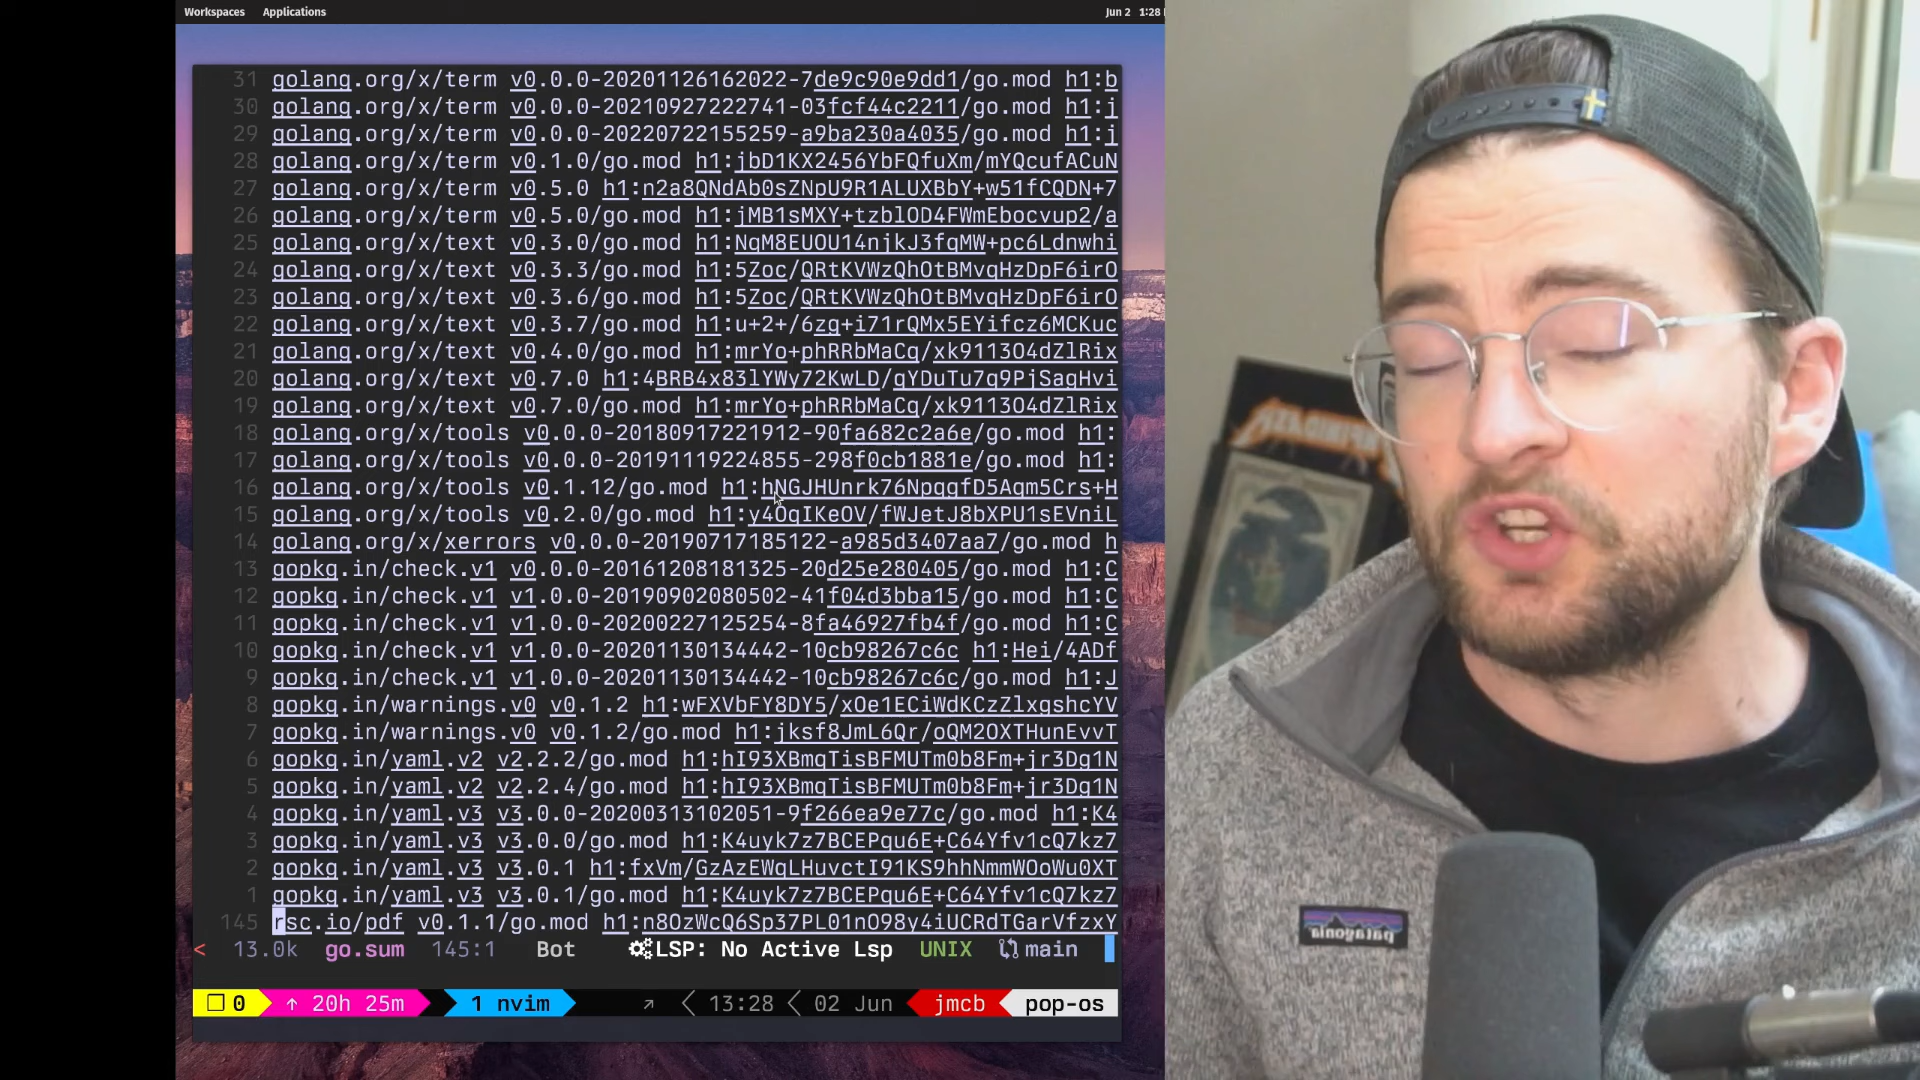 Workspaces Applications Jun 2 1:28
31 golang.org/x/term v0.0.0-20201126162022-7de9c90e9dd1/go.mod h1:b
30 golang.org/x/term v0.0.0-20210927222741-03fcf44c2211/go.mod h1:j
29 golang.org/x/term v0.0.0-20220722155259-a9ba230a4035/go.mod h1:j
28 golang.org/x/term v0.1.0/go.mod h1:jbD1KX2456YbFQfuXm/mYQcufACuN
27 golang.org/x/term v0.5.0 h1:n2a8QNdAb0sZNpU9R1ALUXBbY+w51fCQDN+7
26 golang.org/x/term v0.5.0/go.mod h1:jMB1sMXY+tzblOD4FWmEbocvup2/a
25 golang.org/x/text v0.3.0/go.mod h1:NqM8EUOU14njkJ3fqMW+pc6Ldnwhi
24 golang.org/x/text v0.3.3/go.mod h1:5Zoc/QRtKVWzQhOtBMvqHzDpF6irO
23 golang.org/x/text v0.3.6/go.mod h1:5Zoc/QRtKVWzQhOtBMvqHzDpF6irO
22 golang.org/x/text v0.3.7/go.mod h1:u+2+/6zg+i71rQMx5EYifcz6MCKuc
21 golang.org/x/text v0.4.0/go.mod h1:mrYo+phRRbMaCq/xk9113O4dZlRix
20 golang.org/x/text v0.7.0 h1:4BRB4x83lYWy72KwLD/qYDuTu7q9PjSagHvi
19 golang.org/x/text v0.7.0/go.mod h1:mrYo+phRRbMaCq/xk9113O4dZlRix
18 golang.org/x/tools v0.0.0-20180917221912-90fa682c2a6e/go.mod h1:
17 golang.org/x/tools v0.0.0-20191119224855-298f0cb1881e/go.mod h1:
16 golang.org/x/tools v0.1.12/go.mod h1:hNGJHUnrk76NpqgfD5Aqm5Crs+H
15 golang.org/x/tools v0.2.0/go.mod h1:y4OqIKeOV/fWJetJ8bXPU1sEVniL
14 golang.org/x/xerrors v0.0.0-20190717185122-a985d3407aa7/go.mod h
13 gopkg.in/check.v1 v0.0.0-20161208181325-20d25e280405/go.mod h1:C
12 gopkg.in/check.v1 v1.0.0-20190902080502-41f04d3bba15/go.mod h1:C
11 gopkg.in/check.v1 v1.0.0-20200227125254-8fa46927fb4f/go.mod h1:C
10 gopkg.in/check.v1 v1.0.0-20201130134442-10cb98267c6c h1:Hei/4ADf
9 gopkg.in/check.v1 v1.0.0-20201130134442-10cb98267c6c/go.mod h1:J
8 gopkg.in/warnings.v0 v0.1.2 h1:wFXVbFY8DY5/xOe1ECiWdKCzZlxgshcYV
7 gopkg.in/warnings.v0 v0.1.2/go.mod h1:jksf8JmL6Qr/oQM2OXTHunEvvT
6 gopkg.in/yaml.v2 v2.2.2/go.mod h1:hI93XBmqTisBFMUTm0b8Fm+jr3Dg1N
5 gopkg.in/yaml.v2 v2.2.4/go.mod h1:hI93XBmqTisBFMUTm0b8Fm+jr3Dg1N
4 gopkg.in/yaml.v3 v3.0.0-20200313102051-9f266ea9e77c/go.mod h1:K4
3 gopkg.in/yaml.v3 v3.0.0/go.mod h1:K4uyk7z7BCEPqu6E+C64Yfv1cQ7kz7
2 gopkg.in/yaml.v3 v3.0.1 h1:fxVm/GzAzEWqLHuvctI91KS9hhNmmWOoWu0XT
1 gopkg.in/yaml.v3 v3.0.1/go.mod h1:K4uyk7z7BCEPqu6E+C64Yfv1cQ7kz7
145 rsc.io/pdf v0.1.1/go.mod h1:n8OzWcQ6Sp37PL01nO98y4iUCRdTGarVfzxY
< 13.0k go.sum 145:1 Bot LSP: No Active Lsp UNIX main
0 ↑ 20h 25m 1 nvim ↗ 13:28 02 Jun jmcb pop-os
patagonia